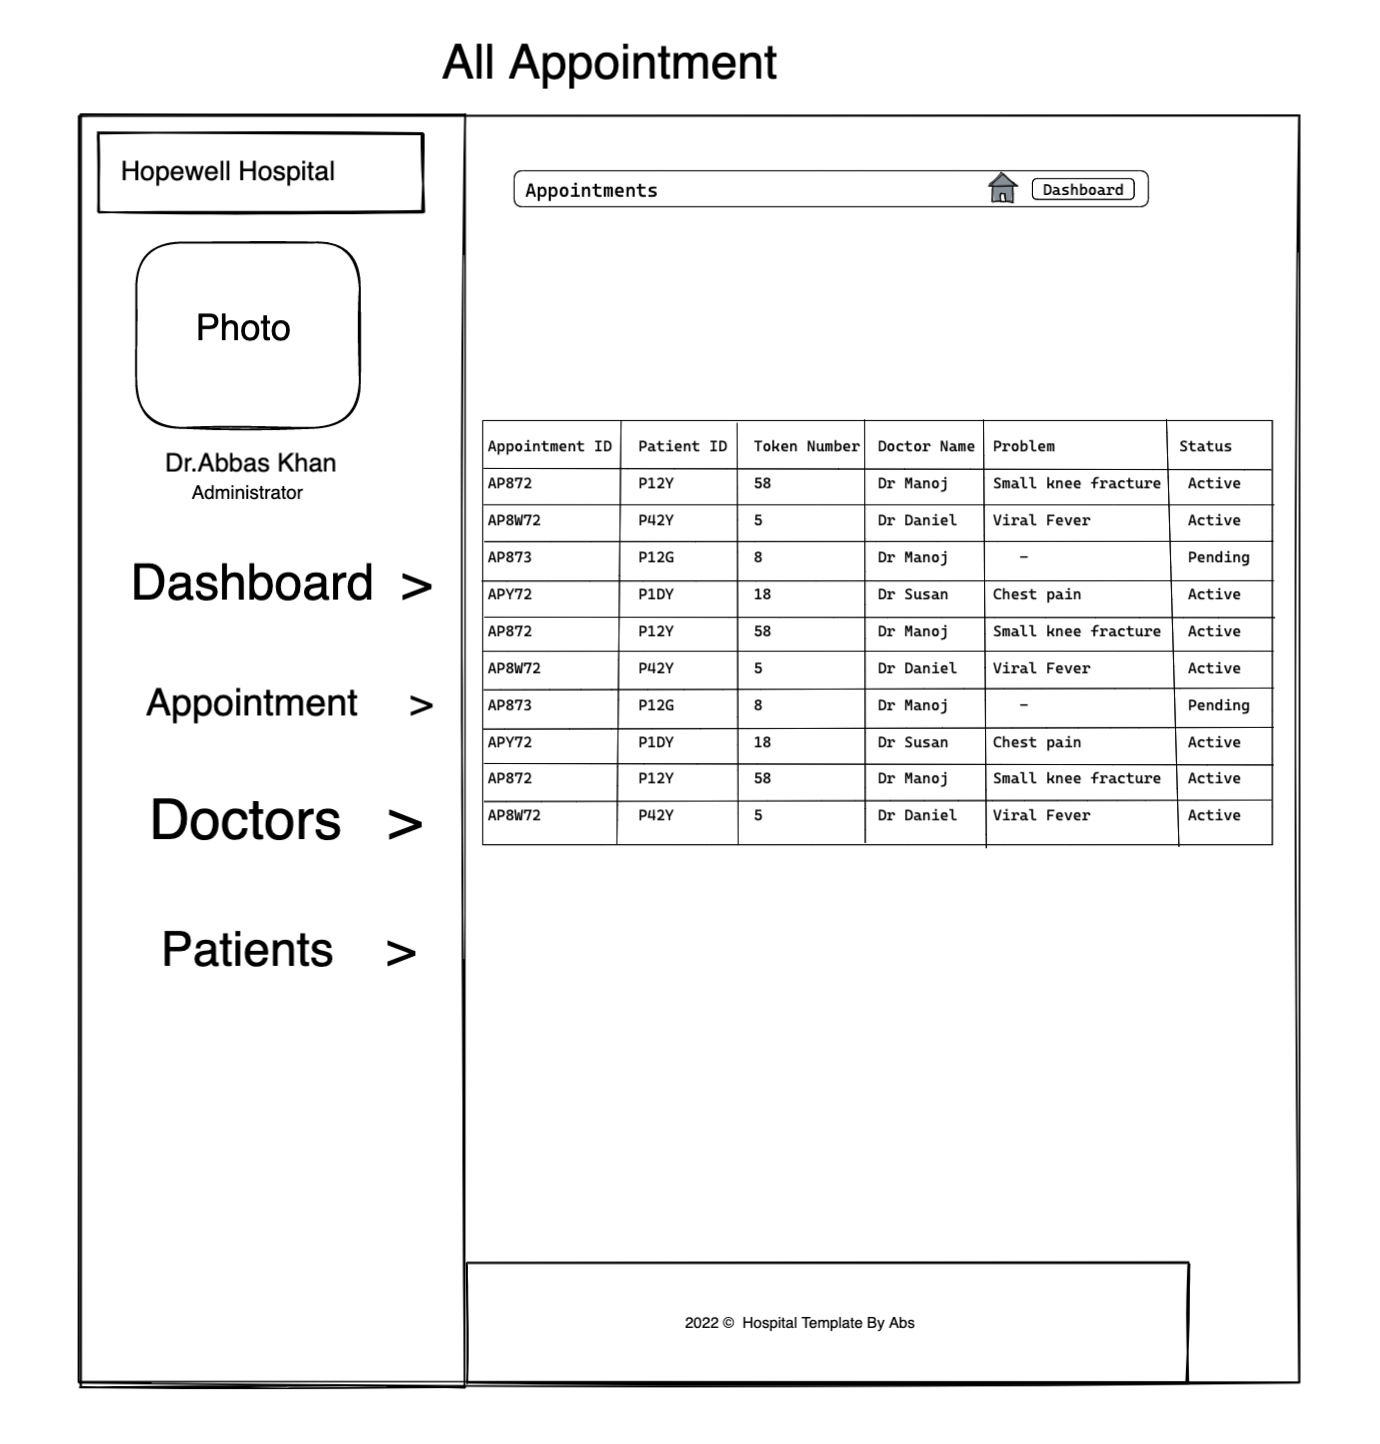 All Appointment
Hopewell Hospital
Photo
Dr.Abbas Khan
Administrator
Dashboard >
Appointment >
Doctors >
Patients >
Appointments Dashboard
Appointment ID Patient ID Token Number Doctor Name Problem Status
AP872 P12Y 58 Dr Manoj Small knee fracture Active
AP8W72 P42Y 5 Dr Daniel Viral Fever Active
AP873 P12G 8 Dr Manoj - Pending
APY72 P1DY 18 Dr Susan Chest pain Active
AP872 P12Y 58 Dr Manoj Small knee fracture Active
AP8W72 P42Y 5 Dr Daniel Viral Fever Active
AP873 P12G 8 Dr Manoj - Pending
APY72 P1DY 18 Dr Susan Chest pain Active
AP872 P12Y 58 Dr Manoj Small knee fracture Active
AP8W72 P42Y 5 Dr Daniel Viral Fever Active
2022 © Hospital Template By Abs